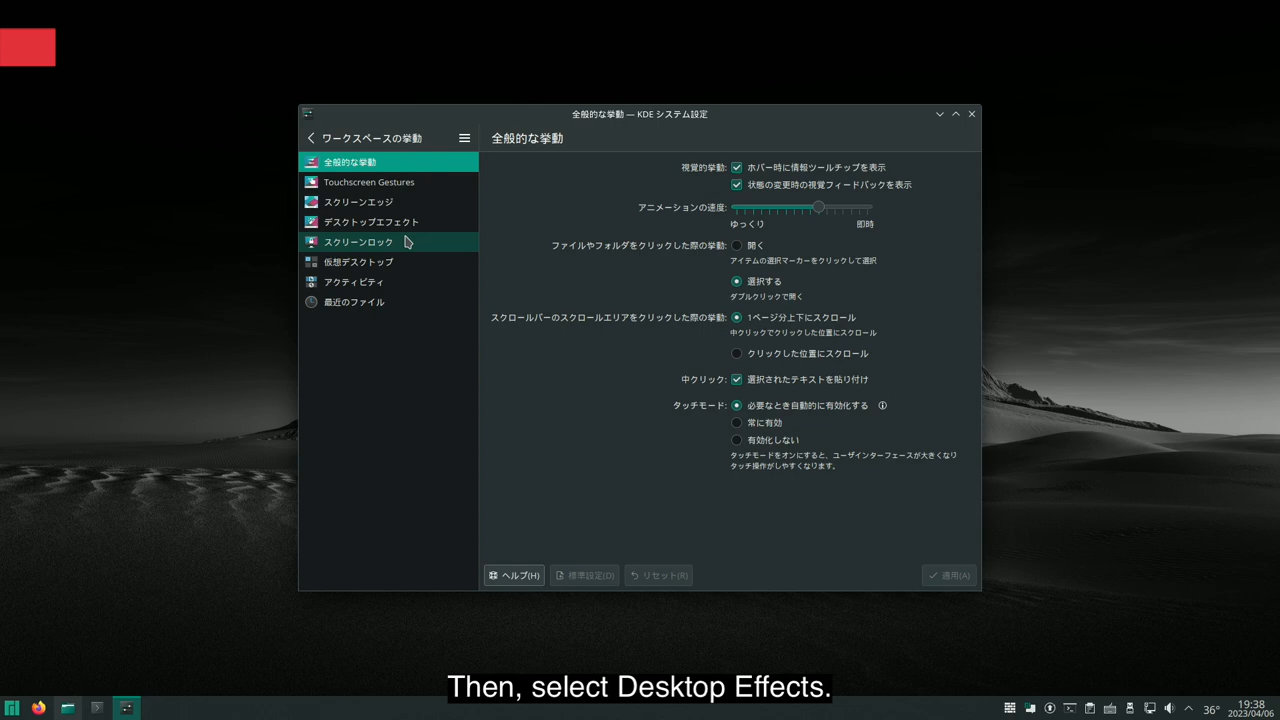 全般的な挙動 — KDE システム設定
ワークスペースの挙動
全般的な挙動
全般的な挙動
Touchscreen Gestures
スクリーンエッジ
デスクトップエフェクト
スクリーンロック
仮想デスクトップ
アクティビティ
最近のファイル
視覚的挙動: ホバー時に情報ツールチップを表示
状態の変更時の視覚フィードバックを表示
アニメーションの速度:
ゆっくり 即時
ファイルやフォルダをクリックした際の挙動: 開く
アイテムの選択マーカーをクリックして選択
選択する
ダブルクリックで開く
スクロールバーのスクロールエリアをクリックした際の挙動: 1ページ分上下にスクロール
中クリックでクリックした位置にスクロール
クリックした位置にスクロール
中クリック: 選択されたテキストを貼り付け
タッチモード: 必要なとき自動的に有効化する
常に有効
有効化しない
タッチモードをオンにすると、ユーザインターフェースが大きくなり
タッチ操作がしやすくなります。
ヘルプ(H) 標準設定(D) リセット(R) 適用(A)
Then, select Desktop Effects.
36°
19:38
2023/04/06